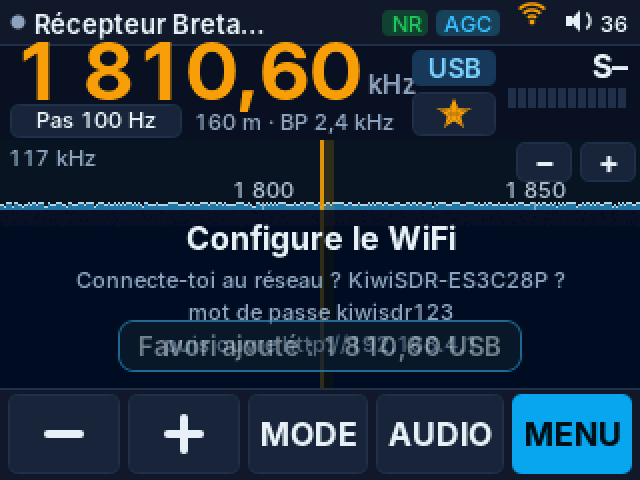 Récepteur Breta...
NR AGC 36
1 810,60 kHz
USB
S–
Pas 100 Hz
160 m · BP 2,4 kHz
117 kHz
− +
1 800 1 850
Configure le WiFi
Connecte-toi au réseau ? KiwiSDR-ES3C28P ?
mot de passe kiwisdr123
Favori ajouté : 1 810,60 USB
− + MODE AUDIO MENU